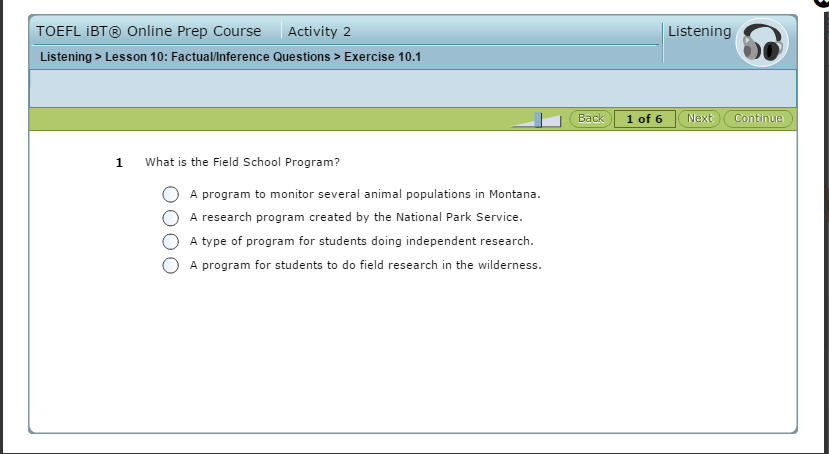 TOEFL iBT® Online Prep Course Activity 2 Listening
Listening > Lesson 10: Factual/Inference Questions > Exercise 10.1
Back 1 of 6 Next Continue
1 What is the Field School Program?
A program to monitor several animal populations in Montana.
A research program created by the National Park Service.
A type of program for students doing independent research.
A program for students to do field research in the wilderness.